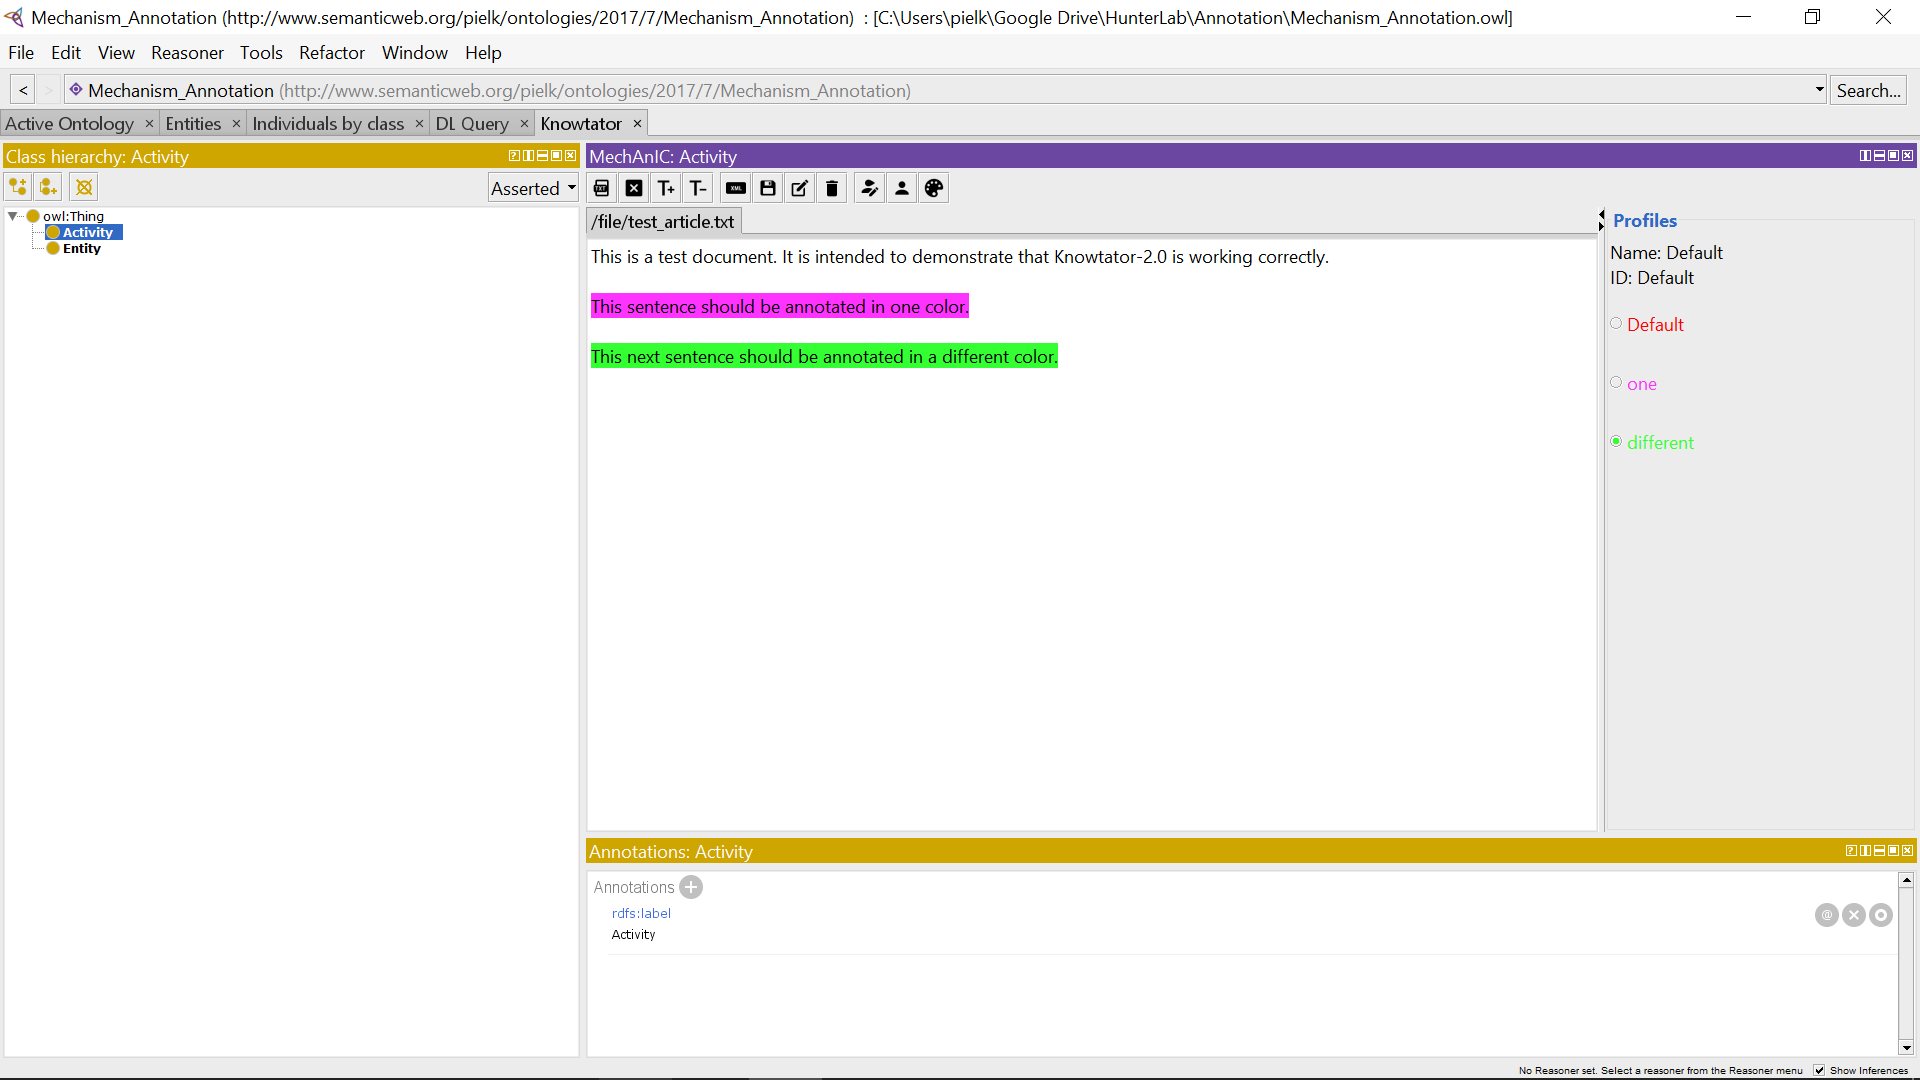 Mechanism_Annotation (http://www.semanticweb.org/pielk/ontologies/2017/7/Mechanism_Annotation) : [C:\Users\pielk\Google Drive\HunterLab\Annotation\Mechanism_Annotation.owl]
File Edit View Reasoner Tools Refactor Window Help
< > Mechanism_Annotation (http://www.semanticweb.org/pielk/ontologies/2017/7/Mechanism_Annotation) Search...
Active Ontology × Entities × Individuals by class × DL Query × Knowtator ×
Class hierarchy: Activity
Asserted
owl:Thing
Activity
Entity
MechAnIC: Activity
TXT T+ T- XML
/file/test_article.txt
This is a test document. It is intended to demonstrate that Knowtator-2.0 is working correctly.
This sentence should be annotated in one color.
This next sentence should be annotated in a different color.
Profiles
Name: Default
ID: Default
Default
one
different
Annotations: Activity
Annotations
rdfs:label
Activity
No Reasoner set. Select a reasoner from the Reasoner menu Show Inferences